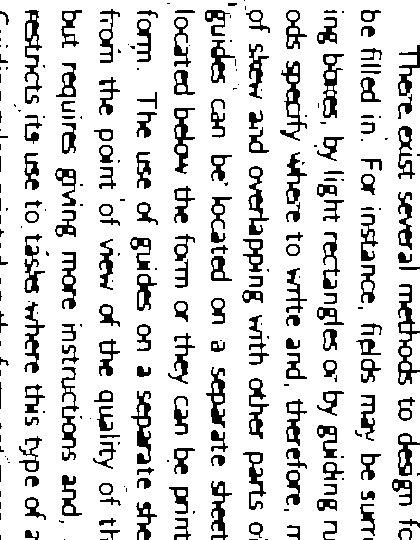 There exist several methods to design fo
be filled in. For instance, fields may be surr
ing boxes, by light rectangles or by guiding ru
ods specify where to write and, therefore, m
of skew and overlapping with other parts o
guides can be located on a separate sheet
located below the form or they can be print
form. The use of guides on a separate she
from the point of view of the quality of th
but requires giving more instructions and,
restricts its use to tasks where this type of a